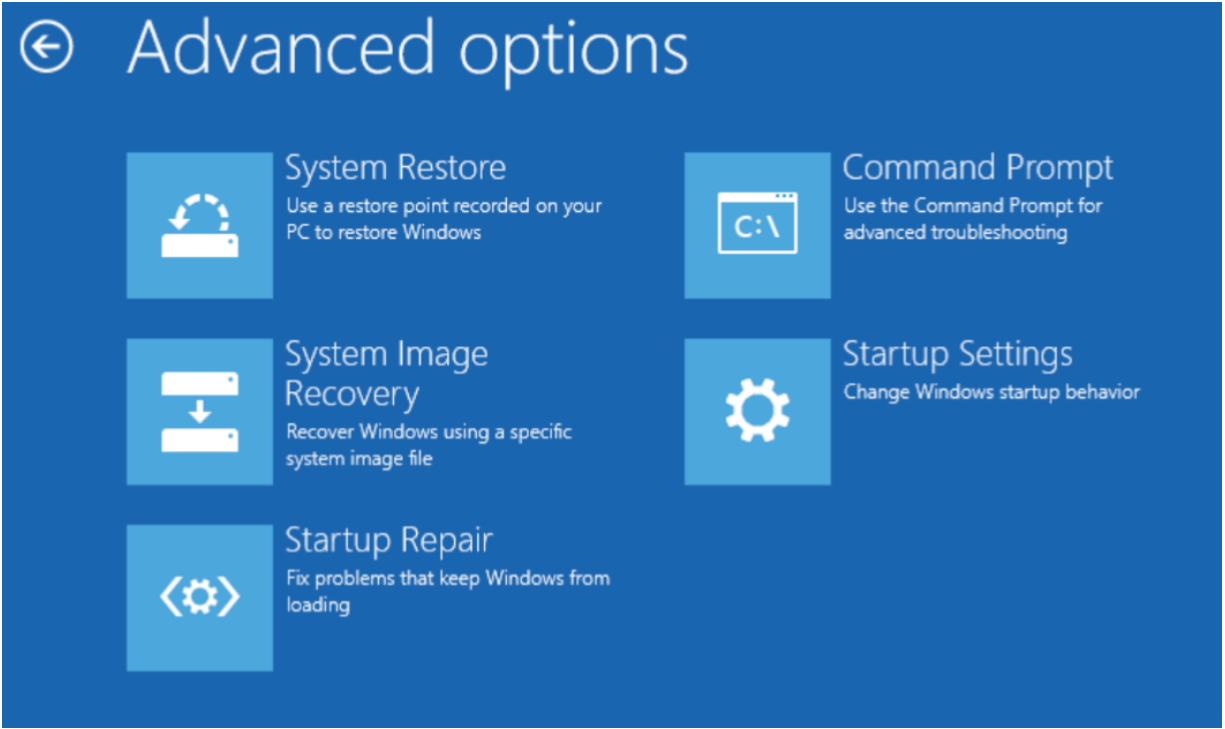 Advanced options
System Restore
Use a restore point recorded on your
PC to restore Windows
System Image
Recovery
Recover Windows using a specific
system image file
Startup Repair
Fix problems that keep Windows from
loading
C:\
Command Prompt
Use the Command Prompt for
advanced troubleshooting
Startup Settings
Change Windows startup behavior